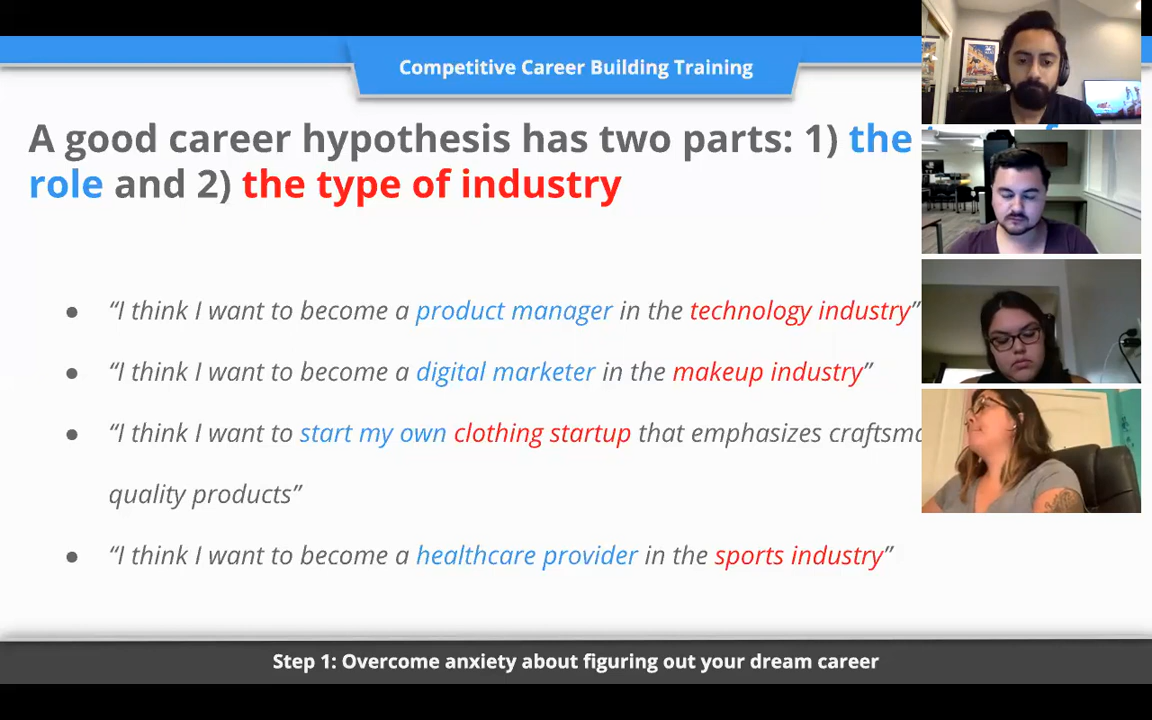 Competitive Career Building Training
A good career hypothesis has two parts: 1) the
role and 2) the type of industry
● “I think I want to become a product manager in the technology industry”
● “I think I want to become a digital marketer in the makeup industry”
● “I think I want to start my own clothing startup that emphasizes
quality products”
● “I think I want to become a healthcare provider in the sports industry”
Step 1: Overcome anxiety about figuring out your dream career